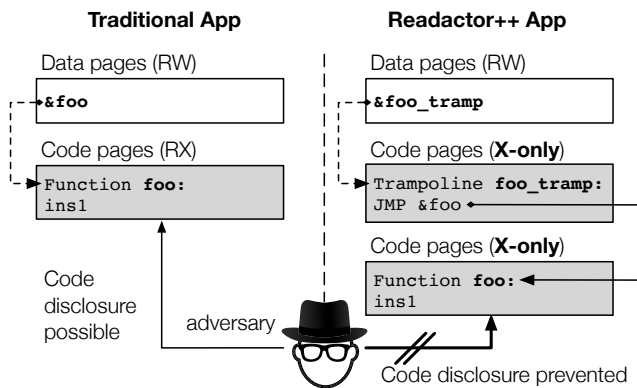 Traditional App
Data pages (RW)
&foo
Code pages (RX)
Function foo:
ins1
Code
disclosure
possible
adversary
Readactor++ App
Data pages (RW)
&foo_tramp
Code pages (X-only)
Trampoline foo_tramp:
JMP &foo
Code pages (X-only)
Function foo:
ins1
Code disclosure prevented